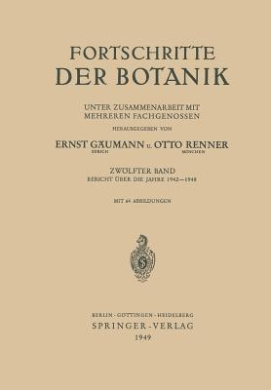 FORTSCHRITTE
DER BOTANIK
UNTER ZUSAMMENARBEIT MIT
MEHREREN FACHGENOSSEN
HERAUSGEGEBEN VON
ERNST GÄUMANN U. OTTO RENNER
ZÜRICH MÜNCHEN
ZWÖLFTER BAND
BERICHT ÜBER DIE JAHRE 1942—1948
MIT 48 ABBILDUNGEN
BERLIN · GÖTTINGEN · HEIDELBERG
SPRINGER-VERLAG
1949